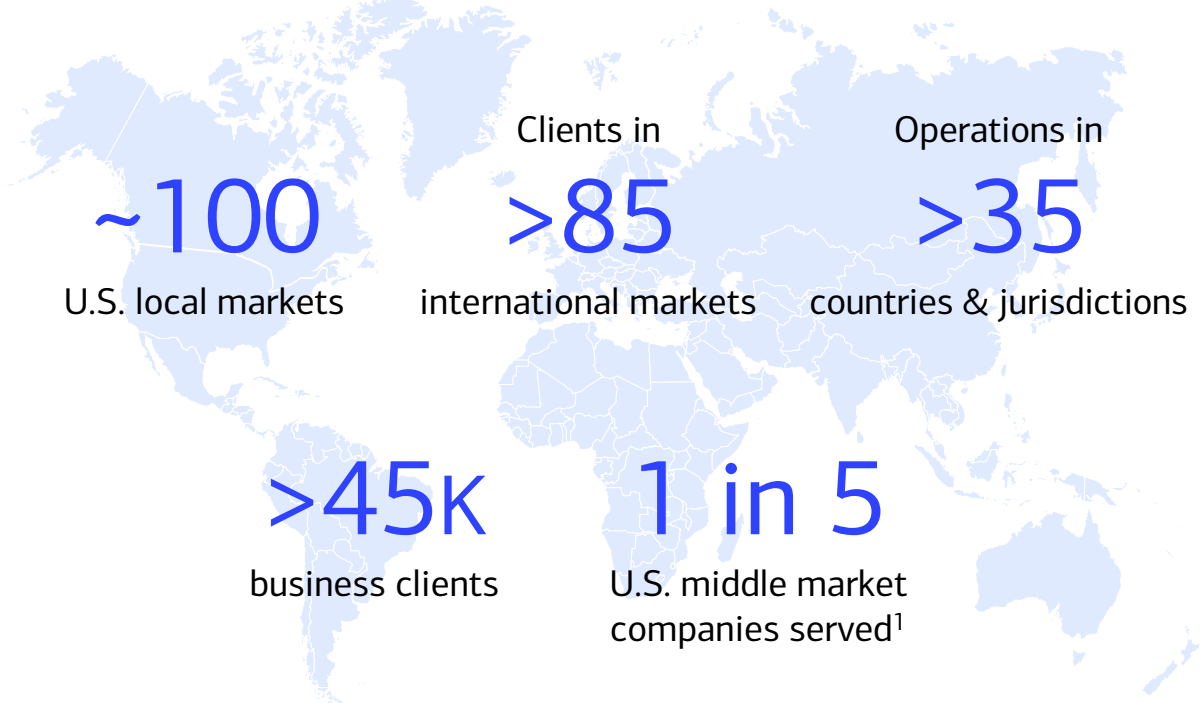 ~100
U.S. local markets
Clients in
>85
international markets
Operations in
>35
countries & jurisdictions
>45K
business clients
1 in 5
U.S. middle market
companies served¹